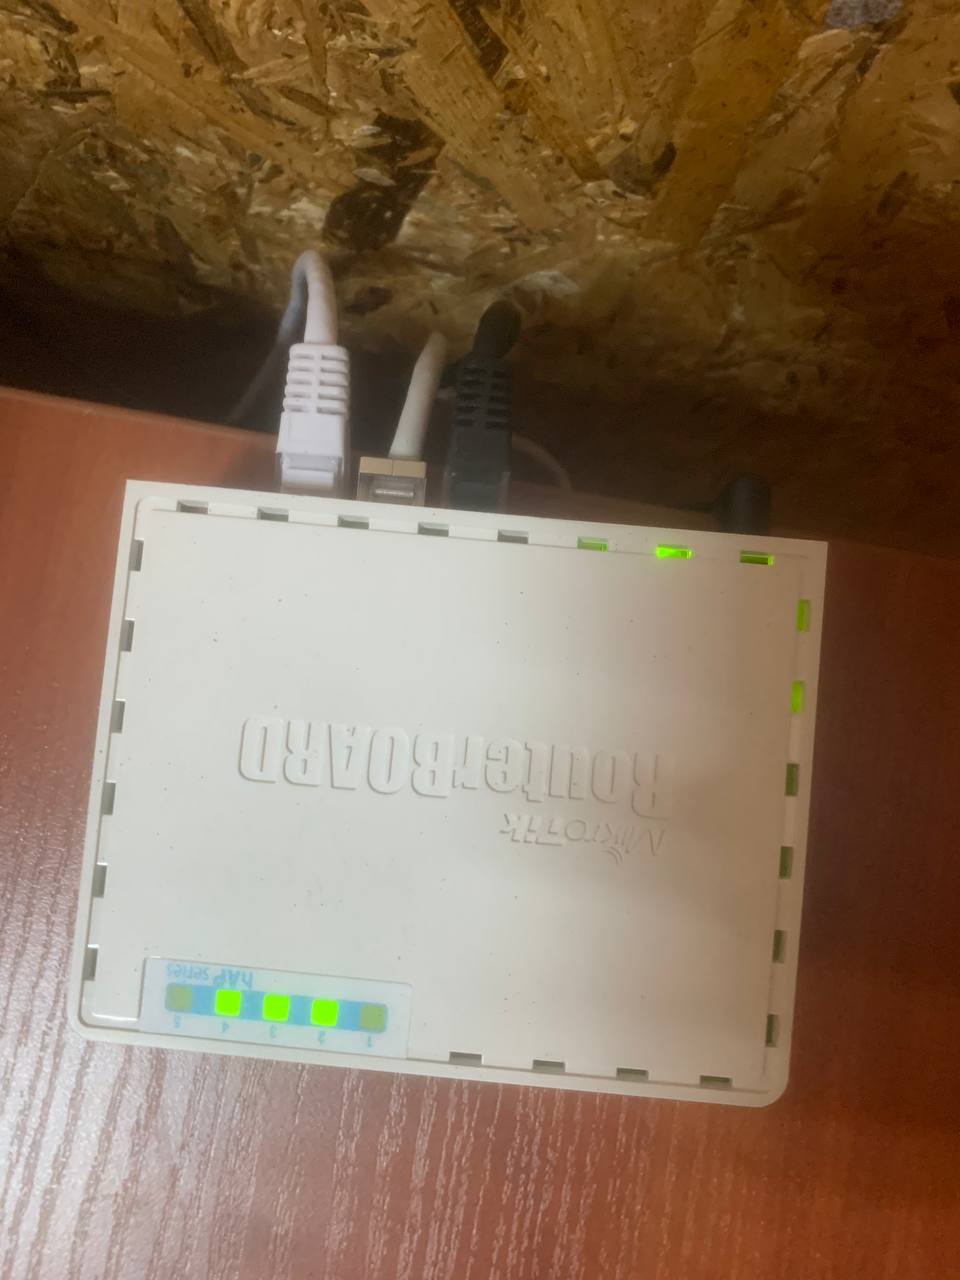 MikroTik
RouterBOARD
1 2 3 4 5
hAP series